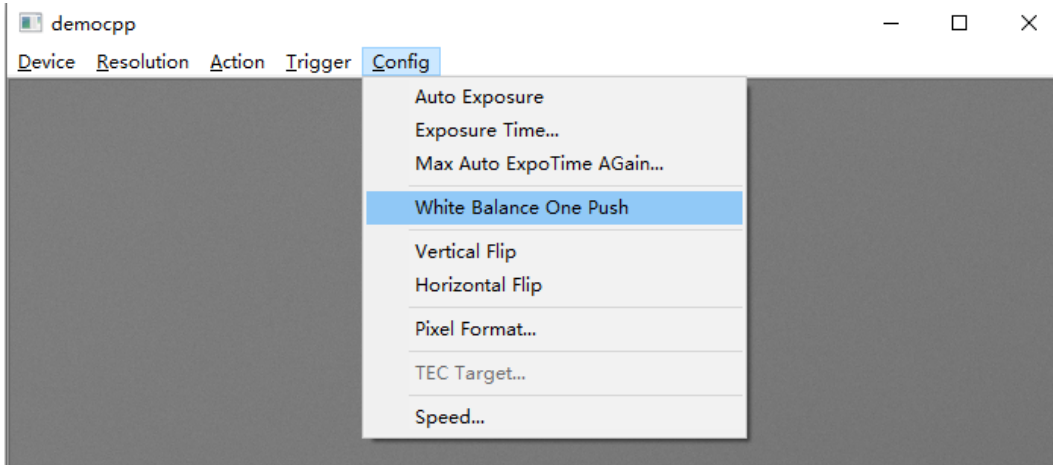 democpp
Device Resolution Action Trigger Config
Auto Exposure
Exposure Time...
Max Auto ExpoTime AGain...
White Balance One Push
Vertical Flip
Horizontal Flip
Pixel Format...
TEC Target...
Speed...